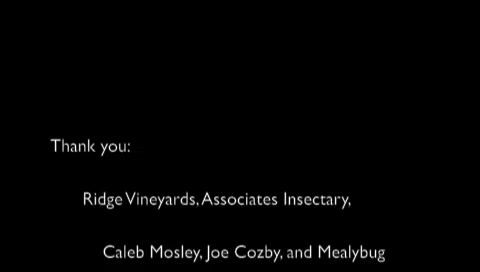 Thank you:
Ridge Vineyards, Associates Insectary,
Caleb Mosley, Joe Cozby, and Mealybug